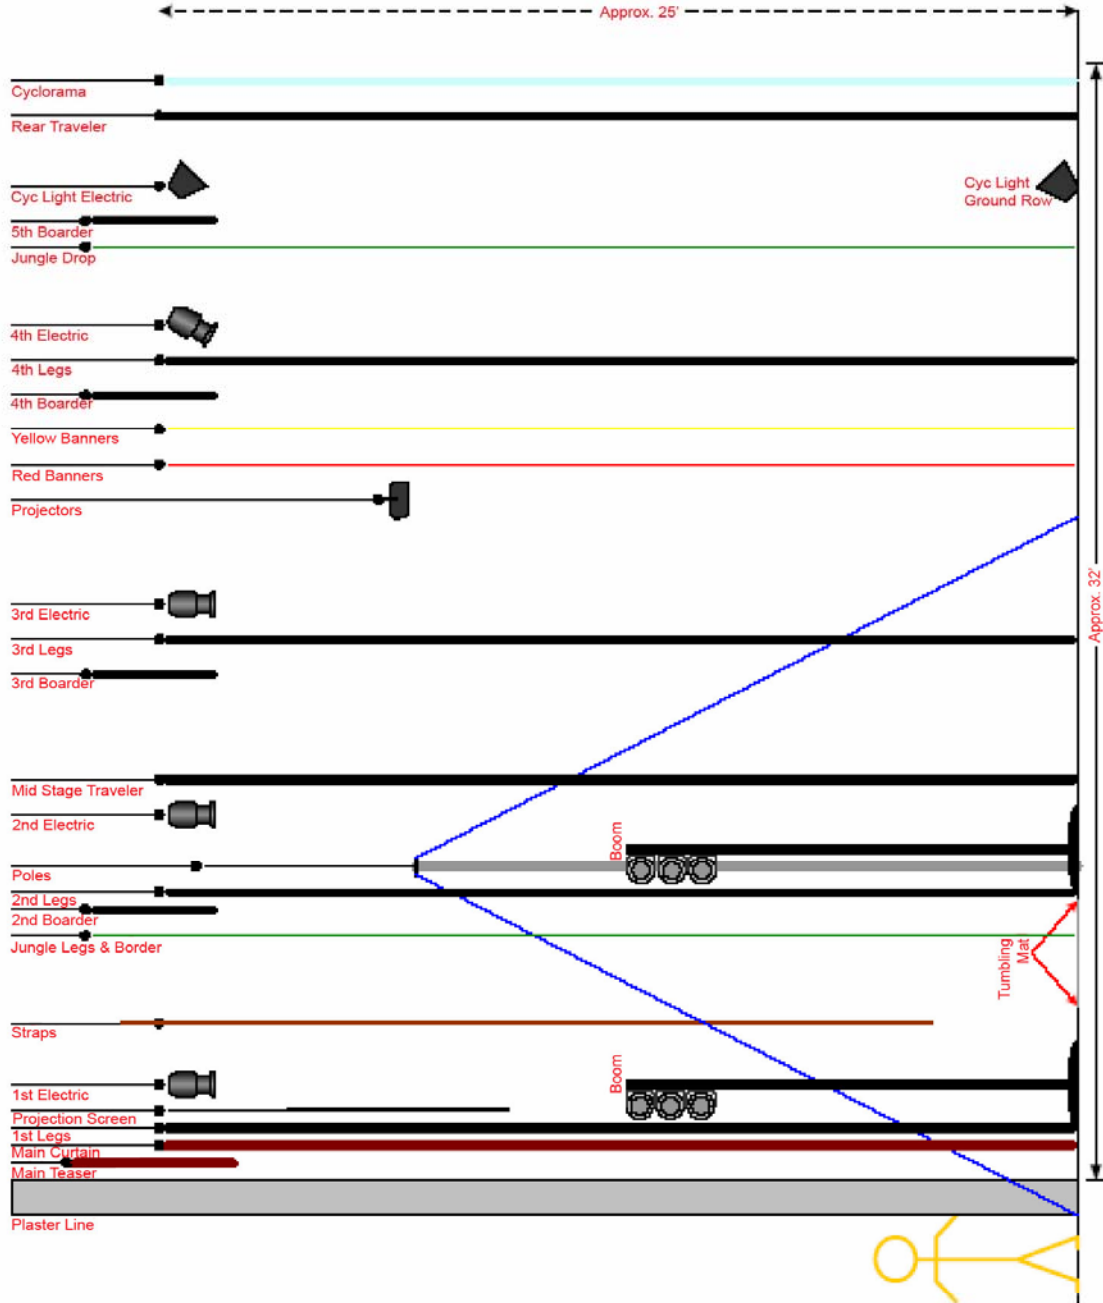 Approx. 25'
Cyclorama
Rear Traveler
Cyc Light Electric
Cyc Light
Ground Row
5th Boarder
Jungle Drop
4th Electric
4th Legs
4th Boarder
Yellow Banners
Red Banners
Projectors
Approx. 32'
3rd Electric
3rd Legs
3rd Boarder
Mid Stage Traveler
2nd Electric
Boom
Poles
2nd Legs
2nd Boarder
Jungle Legs & Border
Tumbling
Mat
Straps
1st Electric
Boom
Projection Screen
1st Legs
Main Curtain
Main Teaser
Plaster Line